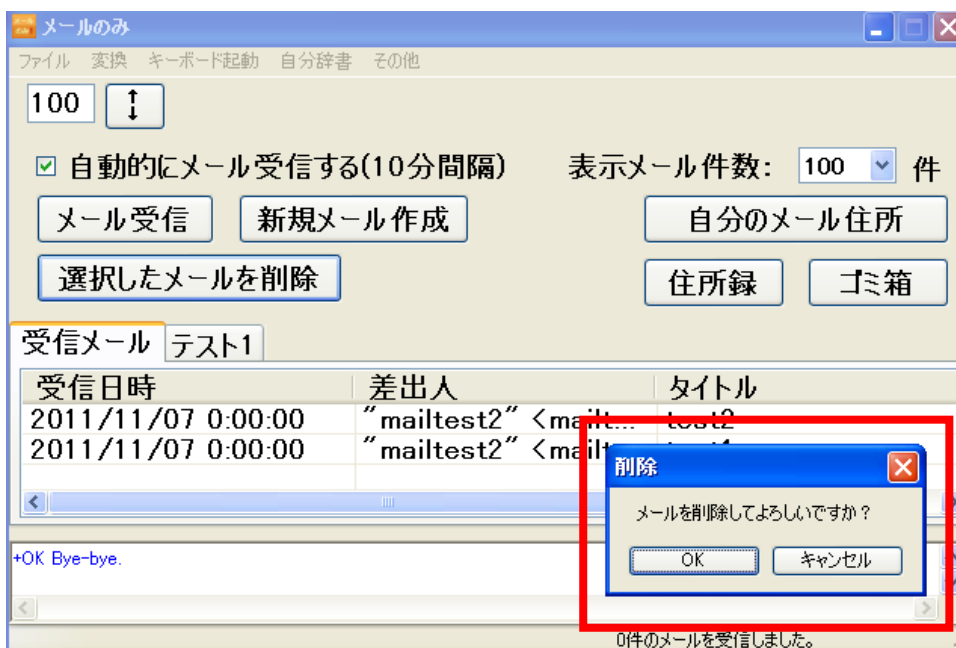 メールのみ
ファイル 変換 キーボード起動 自分辞書 その他
100
自動的にメール受信する(10分間隔) 表示メール件数: 100 件
メール受信 新規メール作成 自分のメール住所
選択したメールを削除 住所録 ゴミ箱
受信メール テスト1
受信日時 差出人 タイトル
2011/11/07 0:00:00 "mailtest2" <mailt... test2
2011/11/07 0:00:00 "mailtest2" <mailt
削除
メールを削除してよろしいですか?
+OK Bye-bye.
OK キャンセル
0件のメールを受信しました。